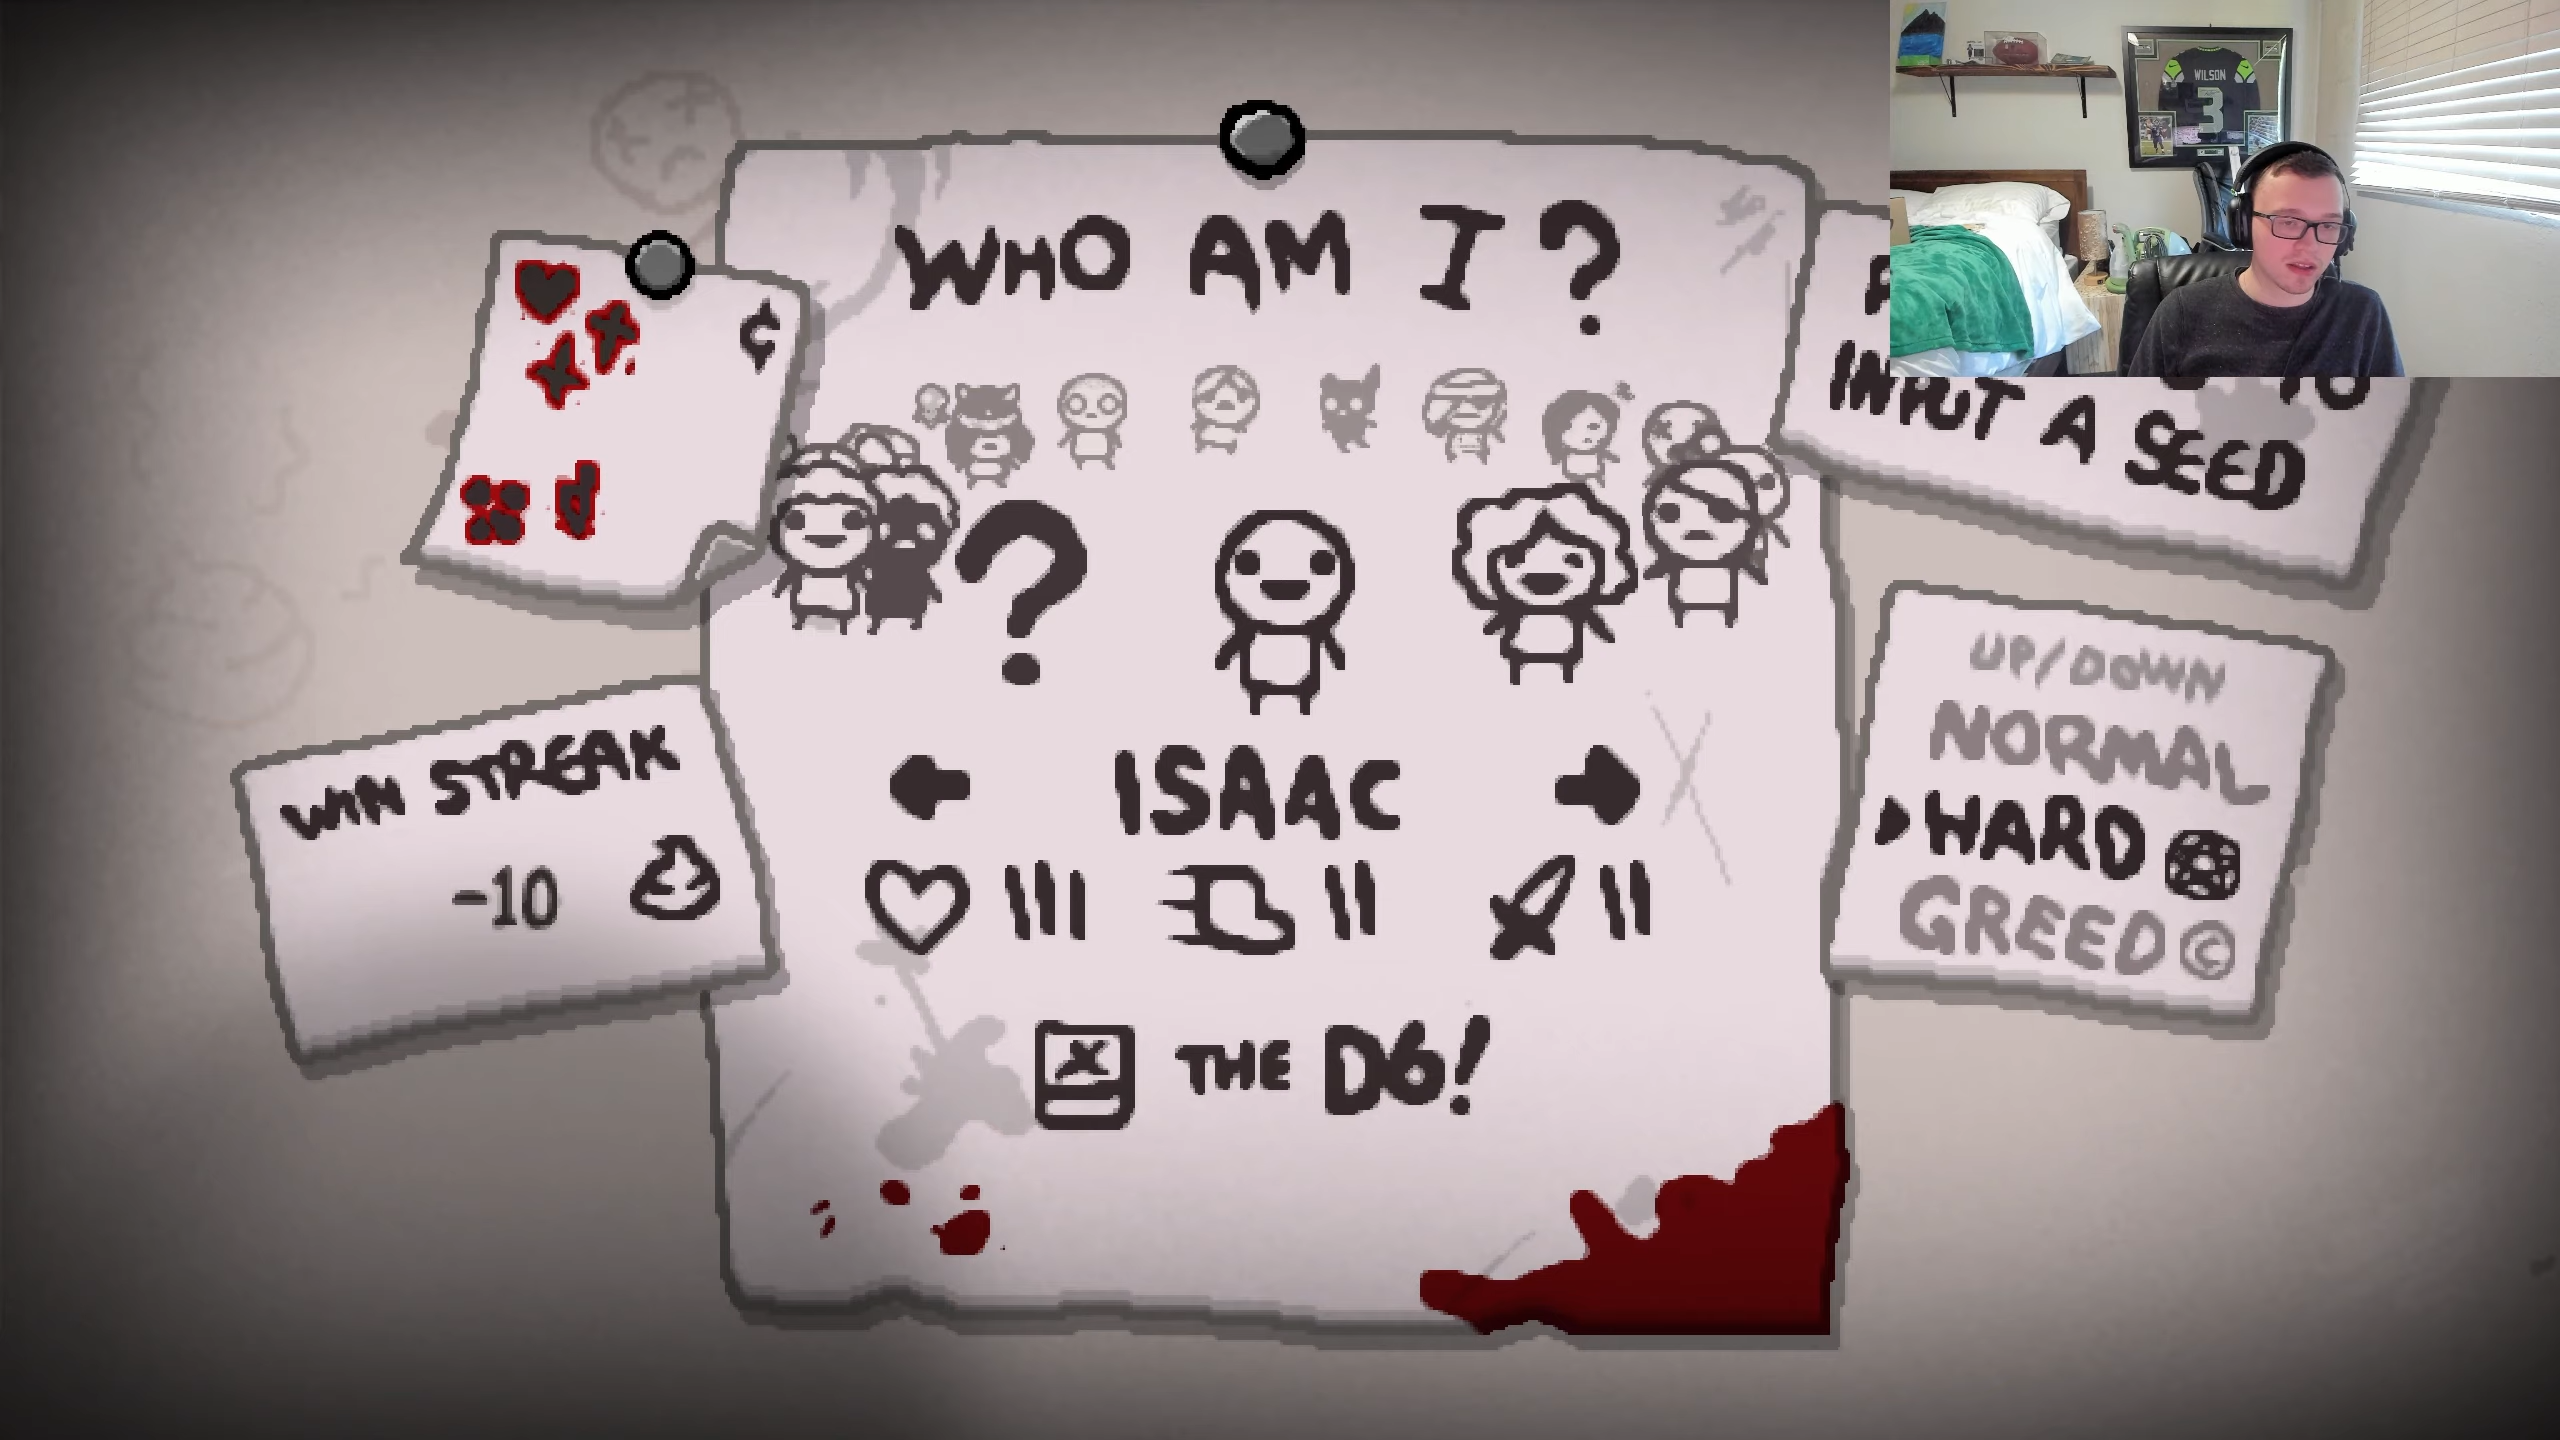 WHO AM I ?
¢
INPUT A SEED
UP/DOWN
NORMAL
HARD
GREED ©
WIN STREAK
-10
ISAAC
THE D6!
WILSON
3